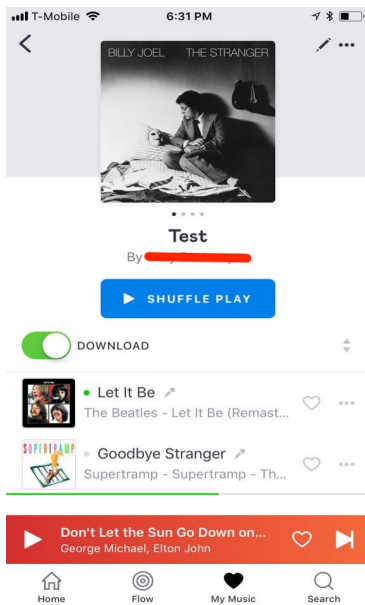 T-Mobile 6:31 PM
BILLY JOEL THE STRANGER
Test
By
SHUFFLE PLAY
DOWNLOAD
Let It Be
The Beatles - Let It Be (Remast...
SUPERTRAMP
Goodbye Stranger
Supertramp - Supertramp - Th...
Don't Let the Sun Go Down on...
George Michael, Elton John
Home Flow My Music Search